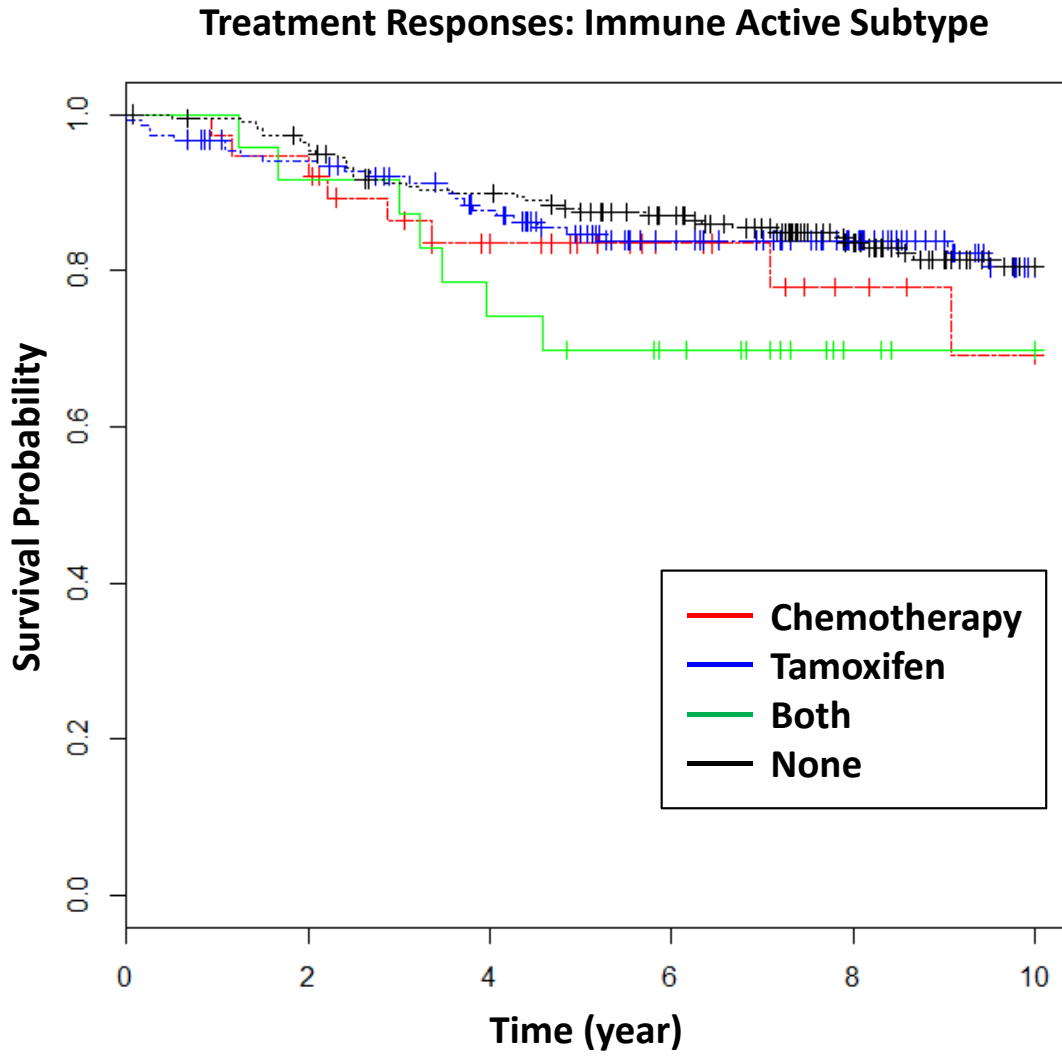 Treatment Responses: Immune Active Subtype
1.0
0.8
0.6
0.4
0.2
0.0
Survival Probability
Chemotherapy
Tamoxifen
Both
None
0 2 4 6 8 10
Time (year)